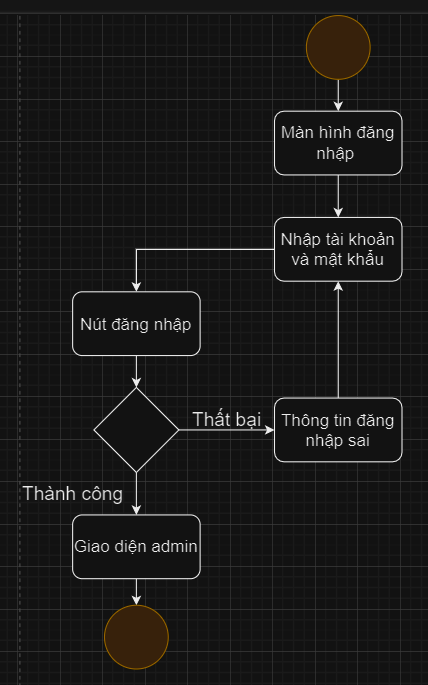 Màn hình đăng
nhập
Nhập tài khoản
và mật khẩu
Nút đăng nhập
Thất bại
Thông tin đăng
nhập sai
Thành công
Giao diện admin